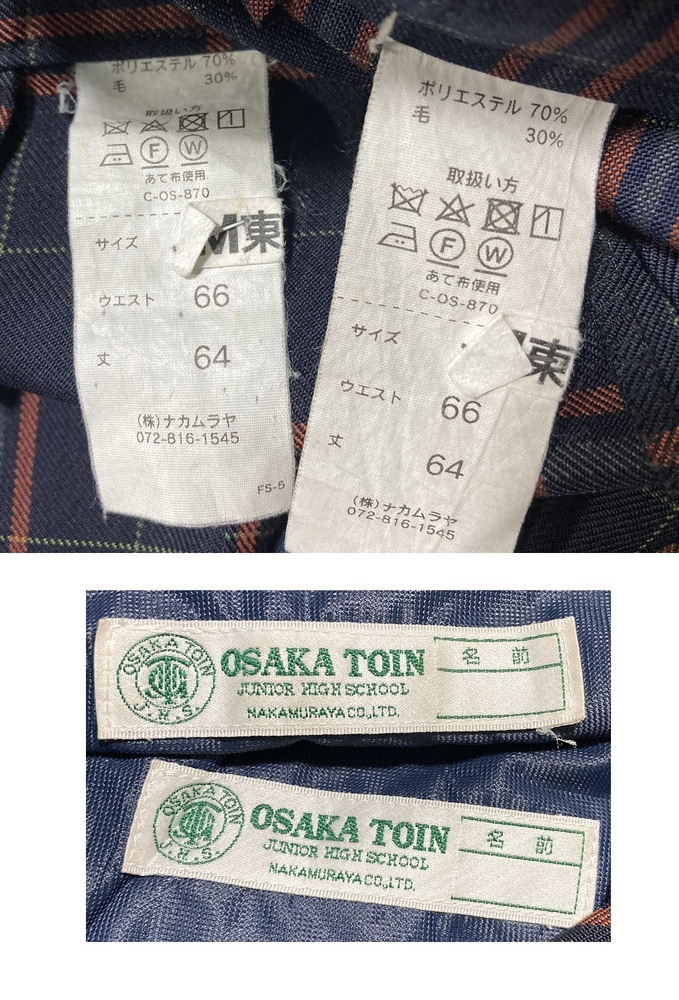 ポリエステル 70%
毛 30%
取扱い方
F W
あて布使用
C-OS-870
サイズ M東
ウエスト 66
丈 64
(株)ナカムラヤ
072-816-1545
FS-5
ポリエステル 70%
毛 30%
取扱い方
F W
あて布使用
C-OS-870
サイズ 東
ウエスト 66
丈 64
(株)ナカムラヤ
072-816-1545
OSAKA TOIN
J.H.S.
OSAKA TOIN
JUNIOR HIGH SCHOOL
NAKAMURAYA CO.,LTD.
名前
OSAKA TOIN
J.H.S.
OSAKA TOIN
JUNIOR HIGH SCHOOL
NAKAMURAYA CO.,LTD.
名前